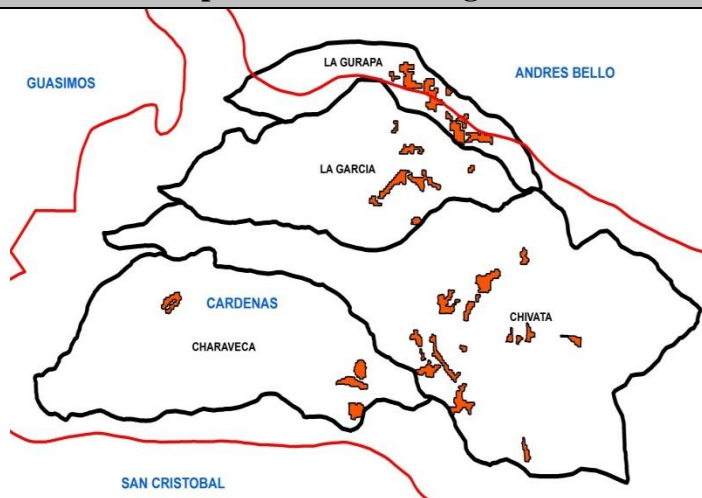 LA GURAPA
GUASIMOS
ANDRES BELLO
LA GARCIA
CARDENAS
CHIVATA
CHARAVECA
SAN CRISTOBAL